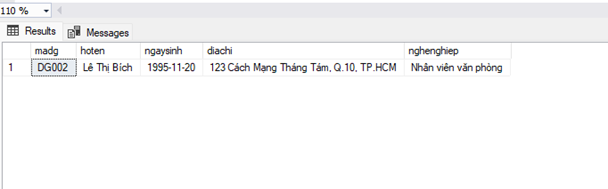 110 %
Results Messages
madg hoten ngaysinh diachi nghenghiep
1 DG002 Lê Thị Bích 1995-11-20 123 Cách Mạng Tháng Tám, Q.10, TP.HCM Nhân viên văn phòng